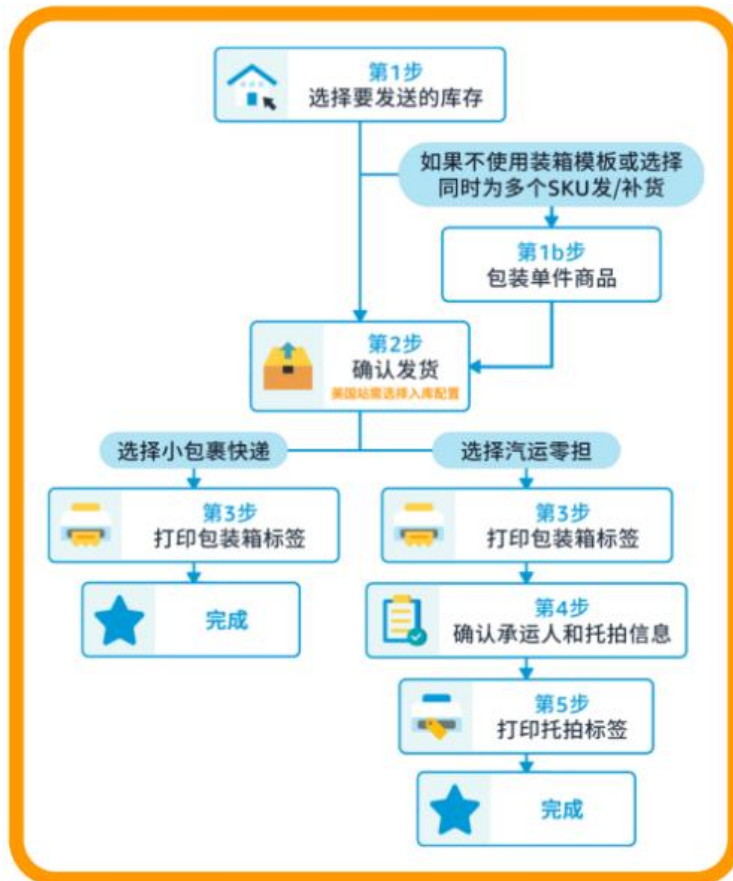 第1步
选择要发送的库存
如果不使用装箱模板或选择
同时为多个SKU发/补货
第1b步
包装单件商品
第2步
确认发货
美国站需选择入库配置
选择小包裹快递
选择汽运零担
第3步
打印包装箱标签
第3步
打印包装箱标签
完成
第4步
确认承运人和托拍信息
第5步
打印托拍标签
完成